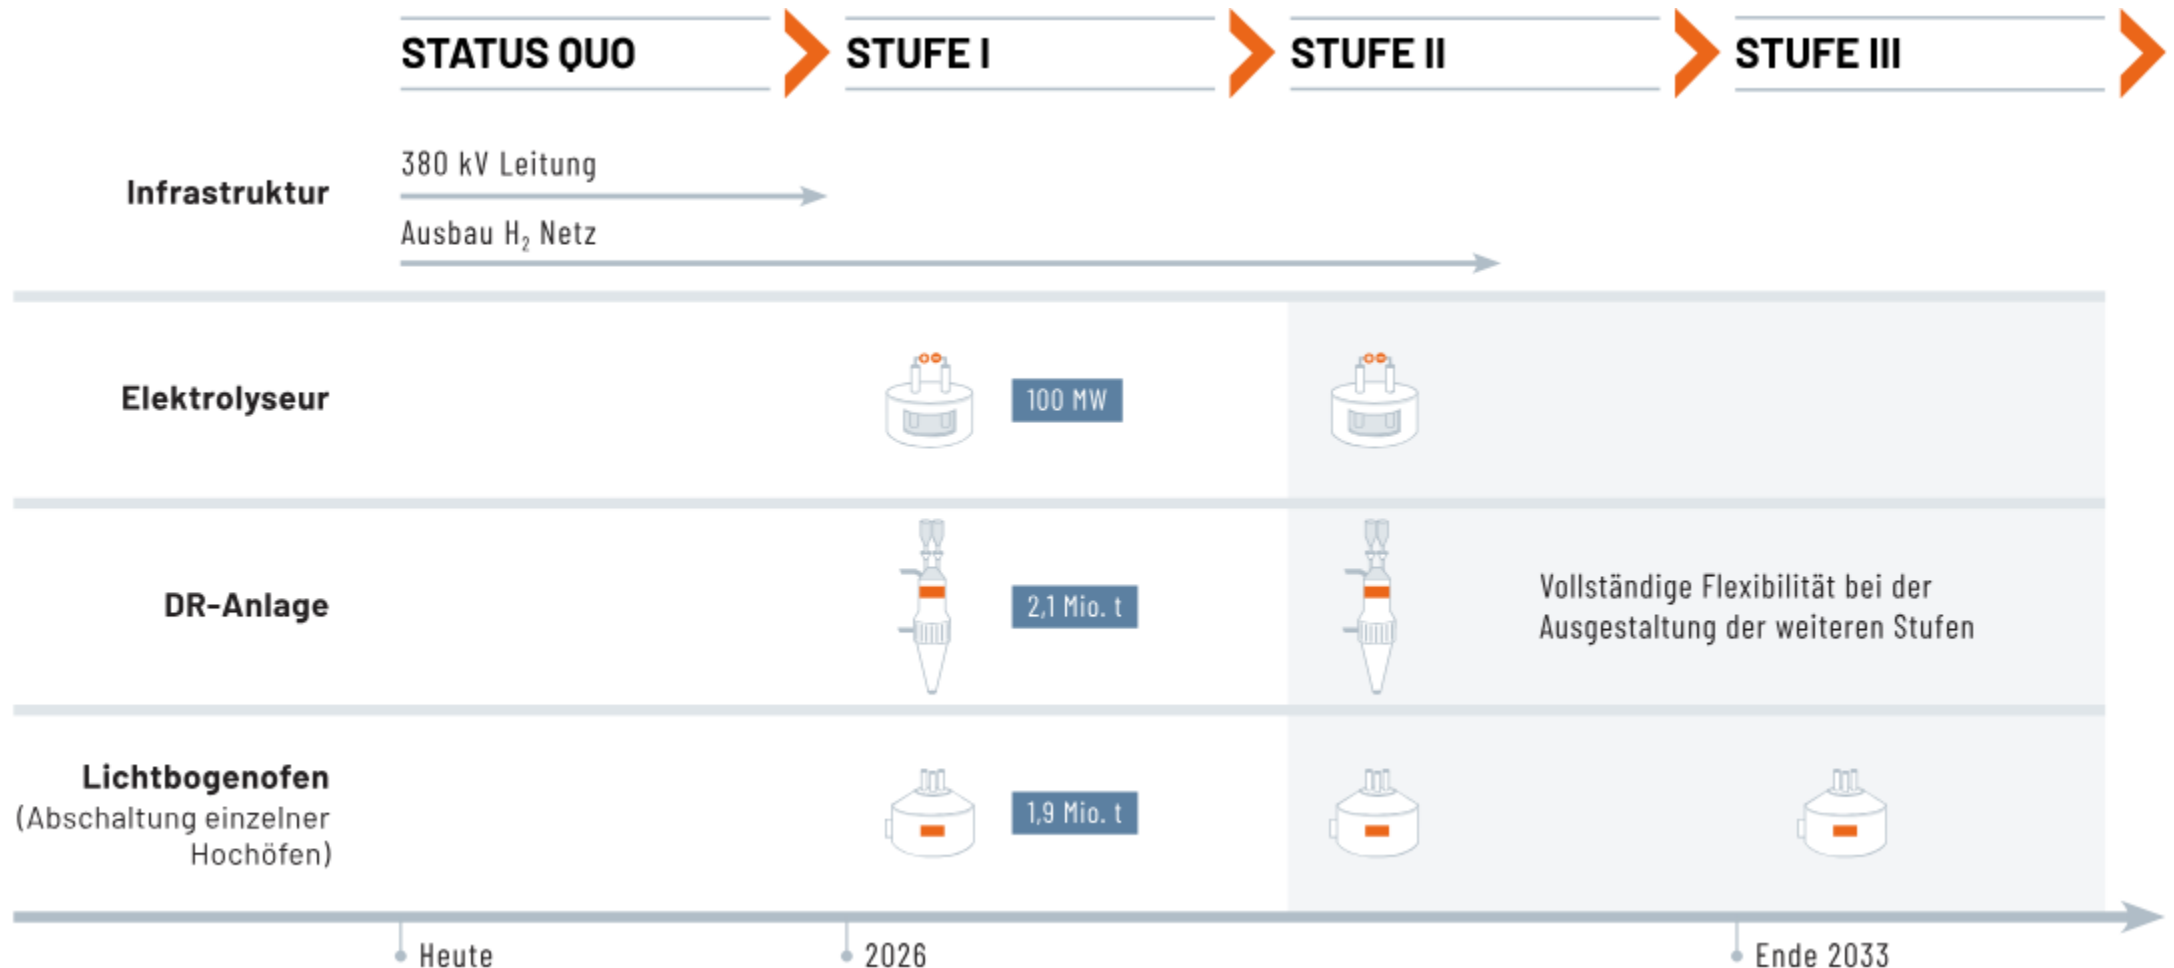 STATUS QUO
STUFE I
STUFE II
STUFE III
Infrastruktur
380 kV Leitung
Ausbau H₂ Netz
Elektrolyseur
100 MW
DR-Anlage
2,1 Mio. t
Vollständige Flexibilität bei der
Ausgestaltung der weiteren Stufen
Lichtbogenofen
(Abschaltung einzelner
Hochöfen)
1,9 Mio. t
Heute
2026
Ende 2033